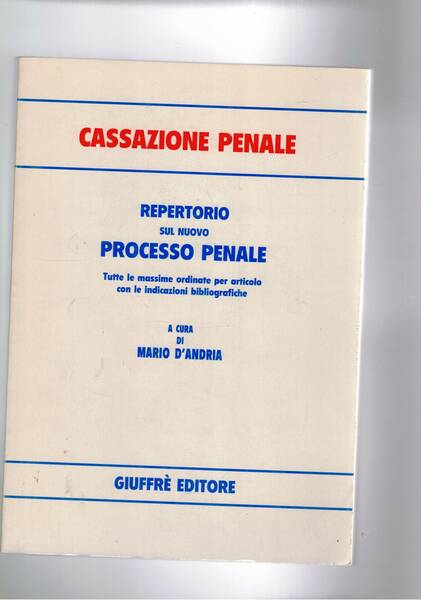 CASSAZIONE PENALE
REPERTORIO
SUL NUOVO
PROCESSO PENALE
Tutte le massime ordinate per articolo
con le indicazioni bibliografiche
A CURA
DI
MARIO D'ANDRIA
GIUFFRÈ EDITORE